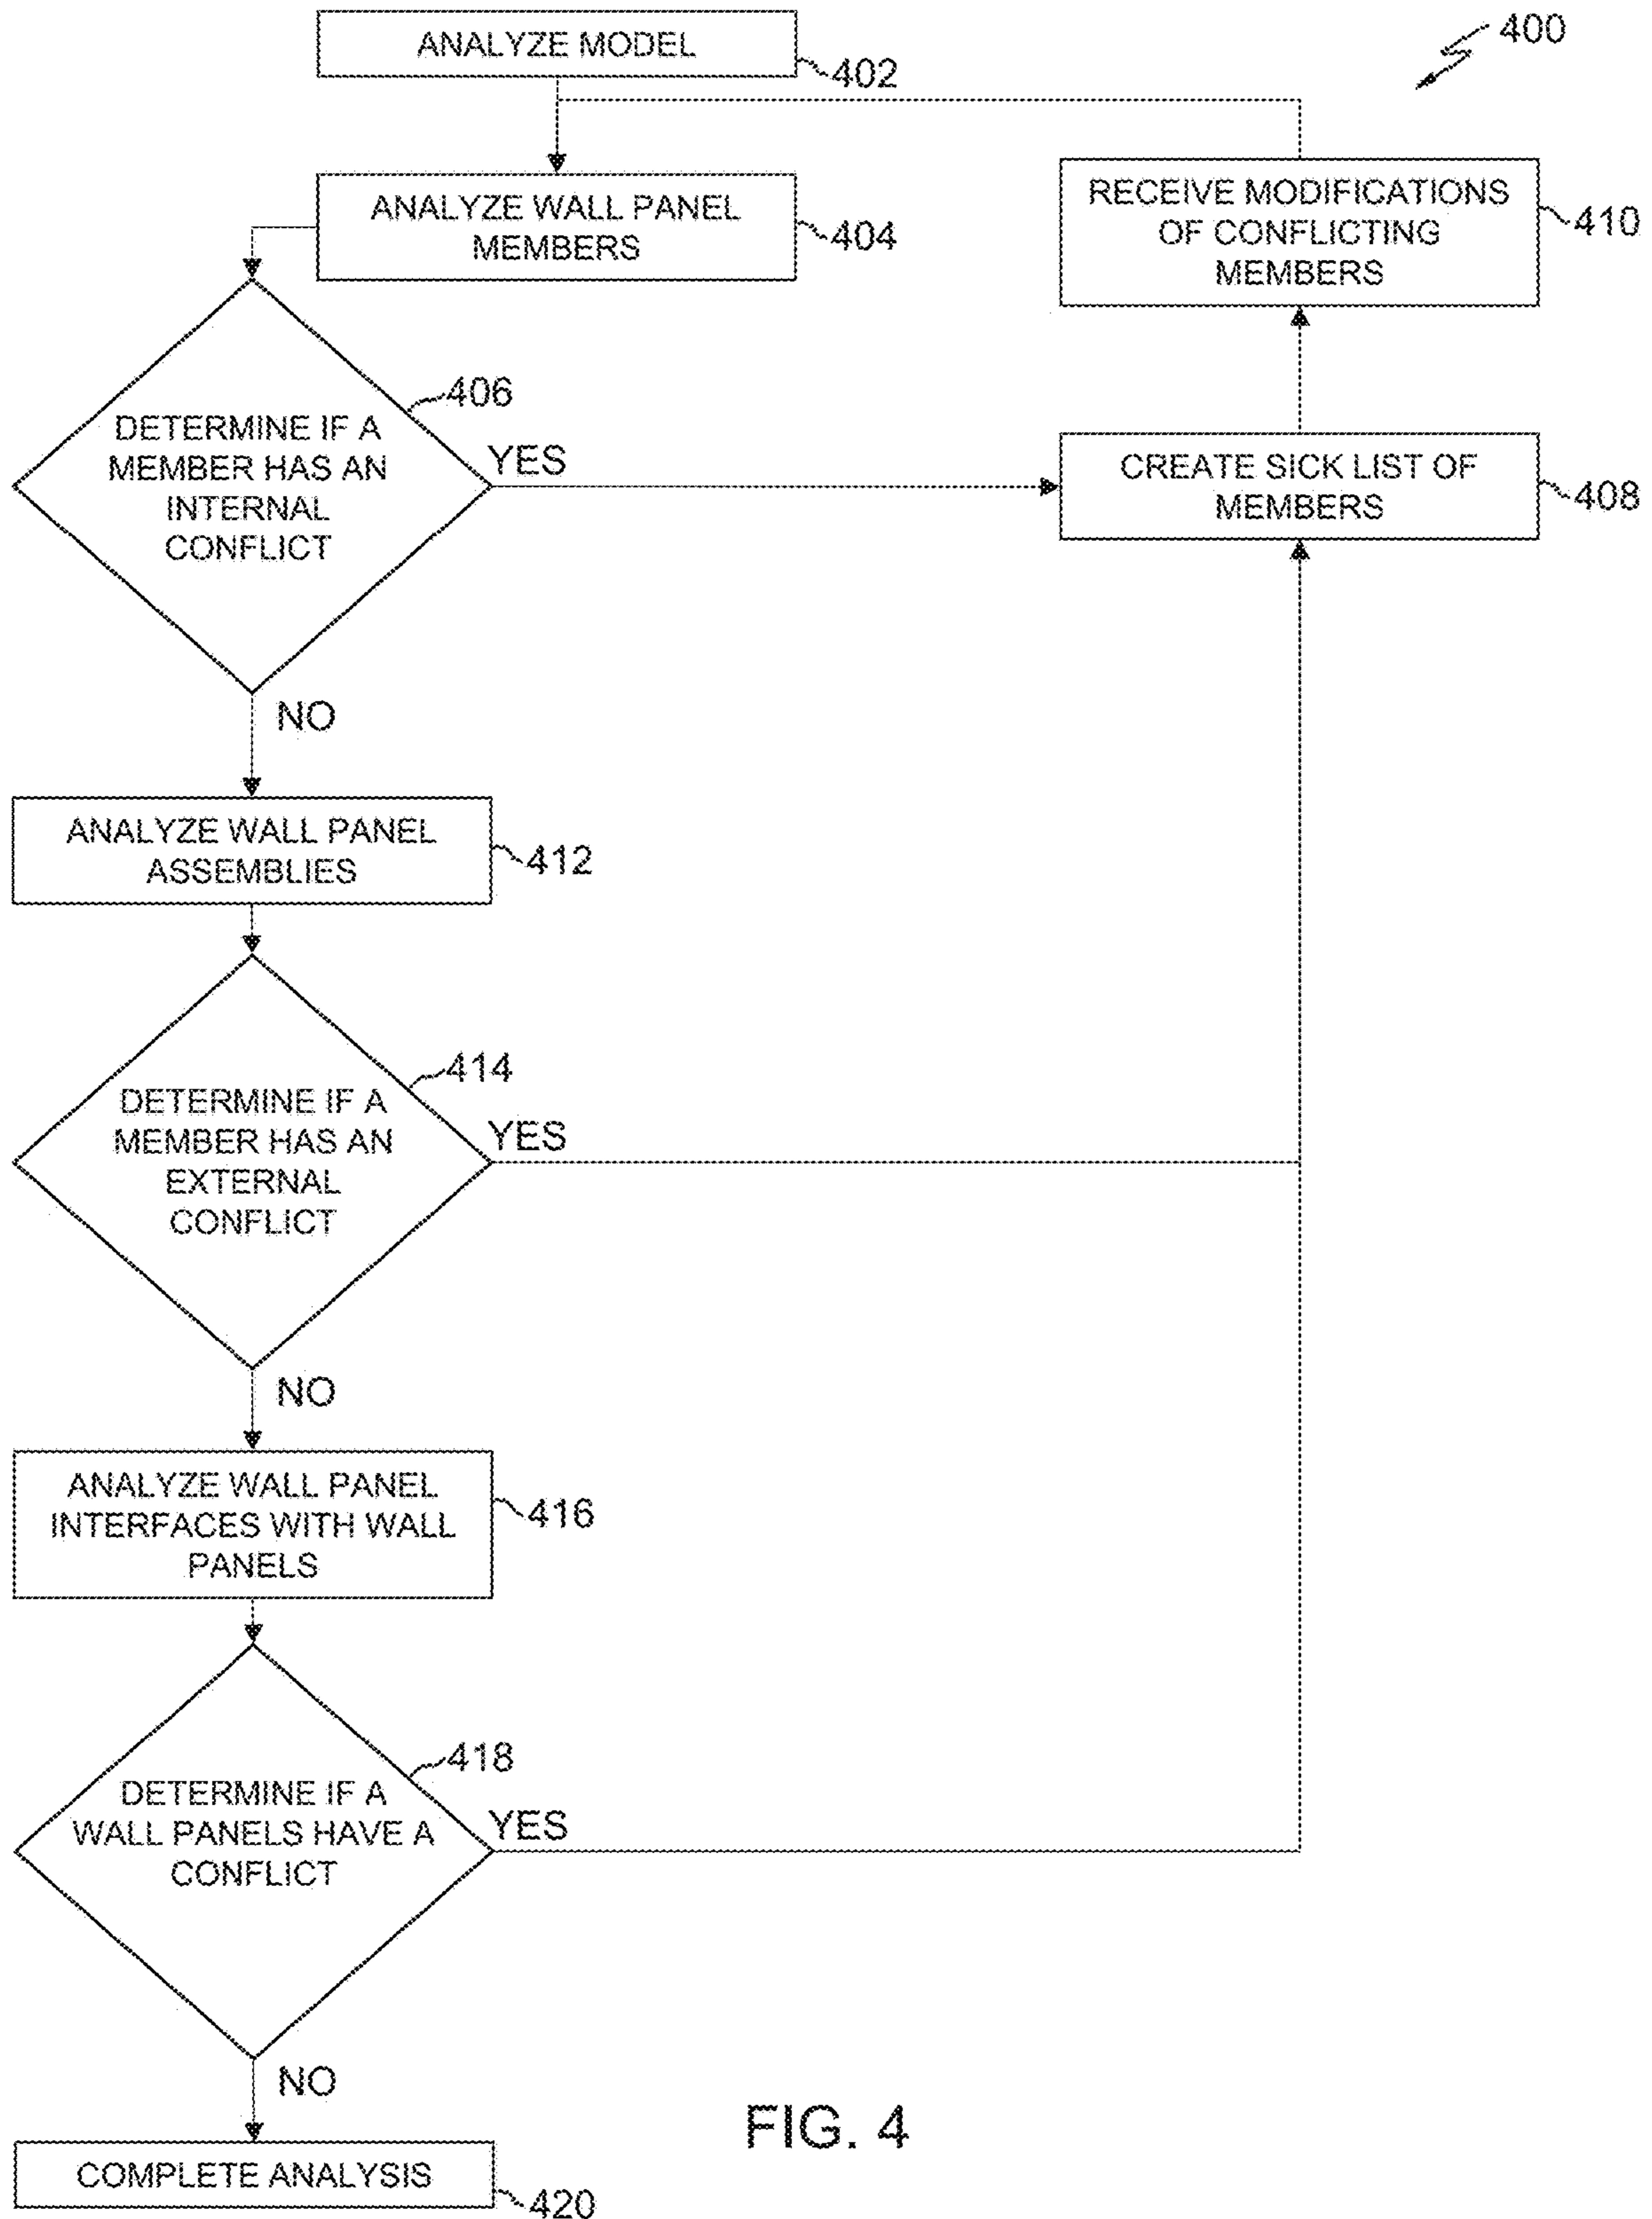 400
ANALYZE MODEL
402
ANALYZE WALL PANEL
MEMBERS
404
RECEIVE MODIFICATIONS
OF CONFLICTING
MEMBERS
410
406
DETERMINE IF A
MEMBER HAS AN
INTERNAL
CONFLICT
YES
CREATE SICK LIST OF
MEMBERS
408
NO
ANALYZE WALL PANEL
ASSEMBLIES
412
414
DETERMINE IF A
MEMBER HAS AN
EXTERNAL
CONFLICT
YES
NO
ANALYZE WALL PANEL
INTERFACES WITH WALL
PANELS
416
418
DETERMINE IF A
WALL PANELS HAVE A
CONFLICT
YES
NO
COMPLETE ANALYSIS
420
FIG. 4